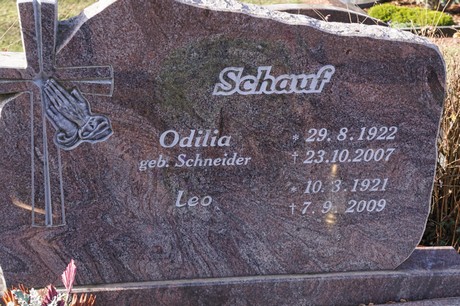 Schauf
Odilia * 29. 8. 1922
geb. Schneider † 23. 10. 2007
Leo * 10. 3. 1921
† 7. 9. 2009